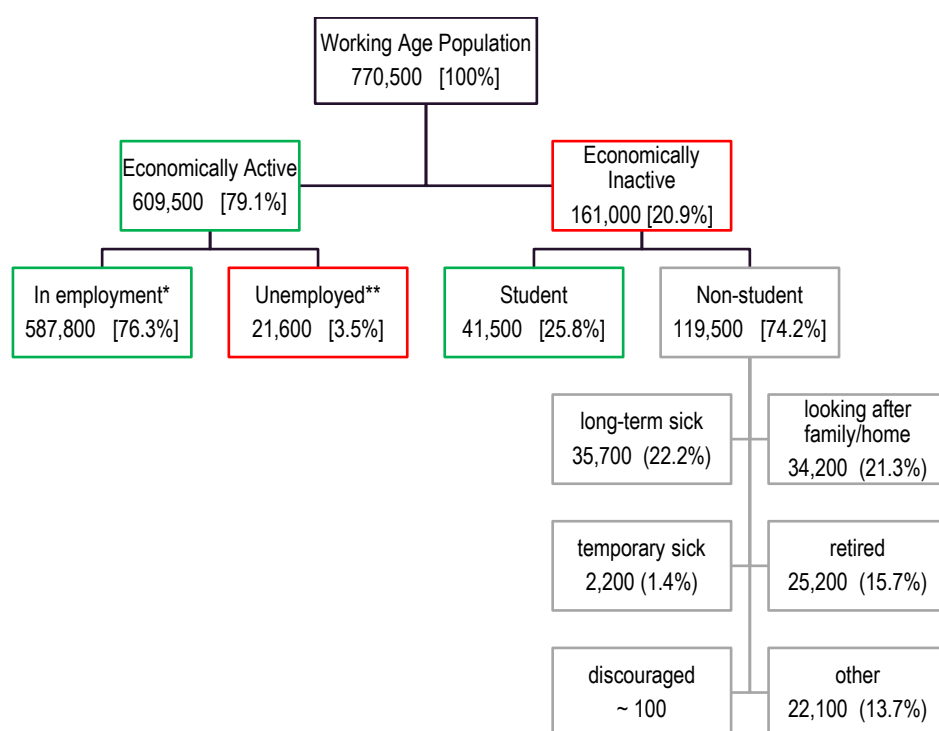 Working Age Population
770,500 [100%]
Economically Active
609,500 [79.1%]
Economically
Inactive
161,000 [20.9%]
In employment*
587,800 [76.3%]
Unemployed**
21,600 [3.5%]
Student
41,500 [25.8%]
Non-student
119,500 [74.2%]
long-term sick
35,700 (22.2%)
looking after
family/home
34,200 (21.3%)
temporary sick
2,200 (1.4%)
retired
25,200 (15.7%)
discouraged
~ 100
other
22,100 (13.7%)